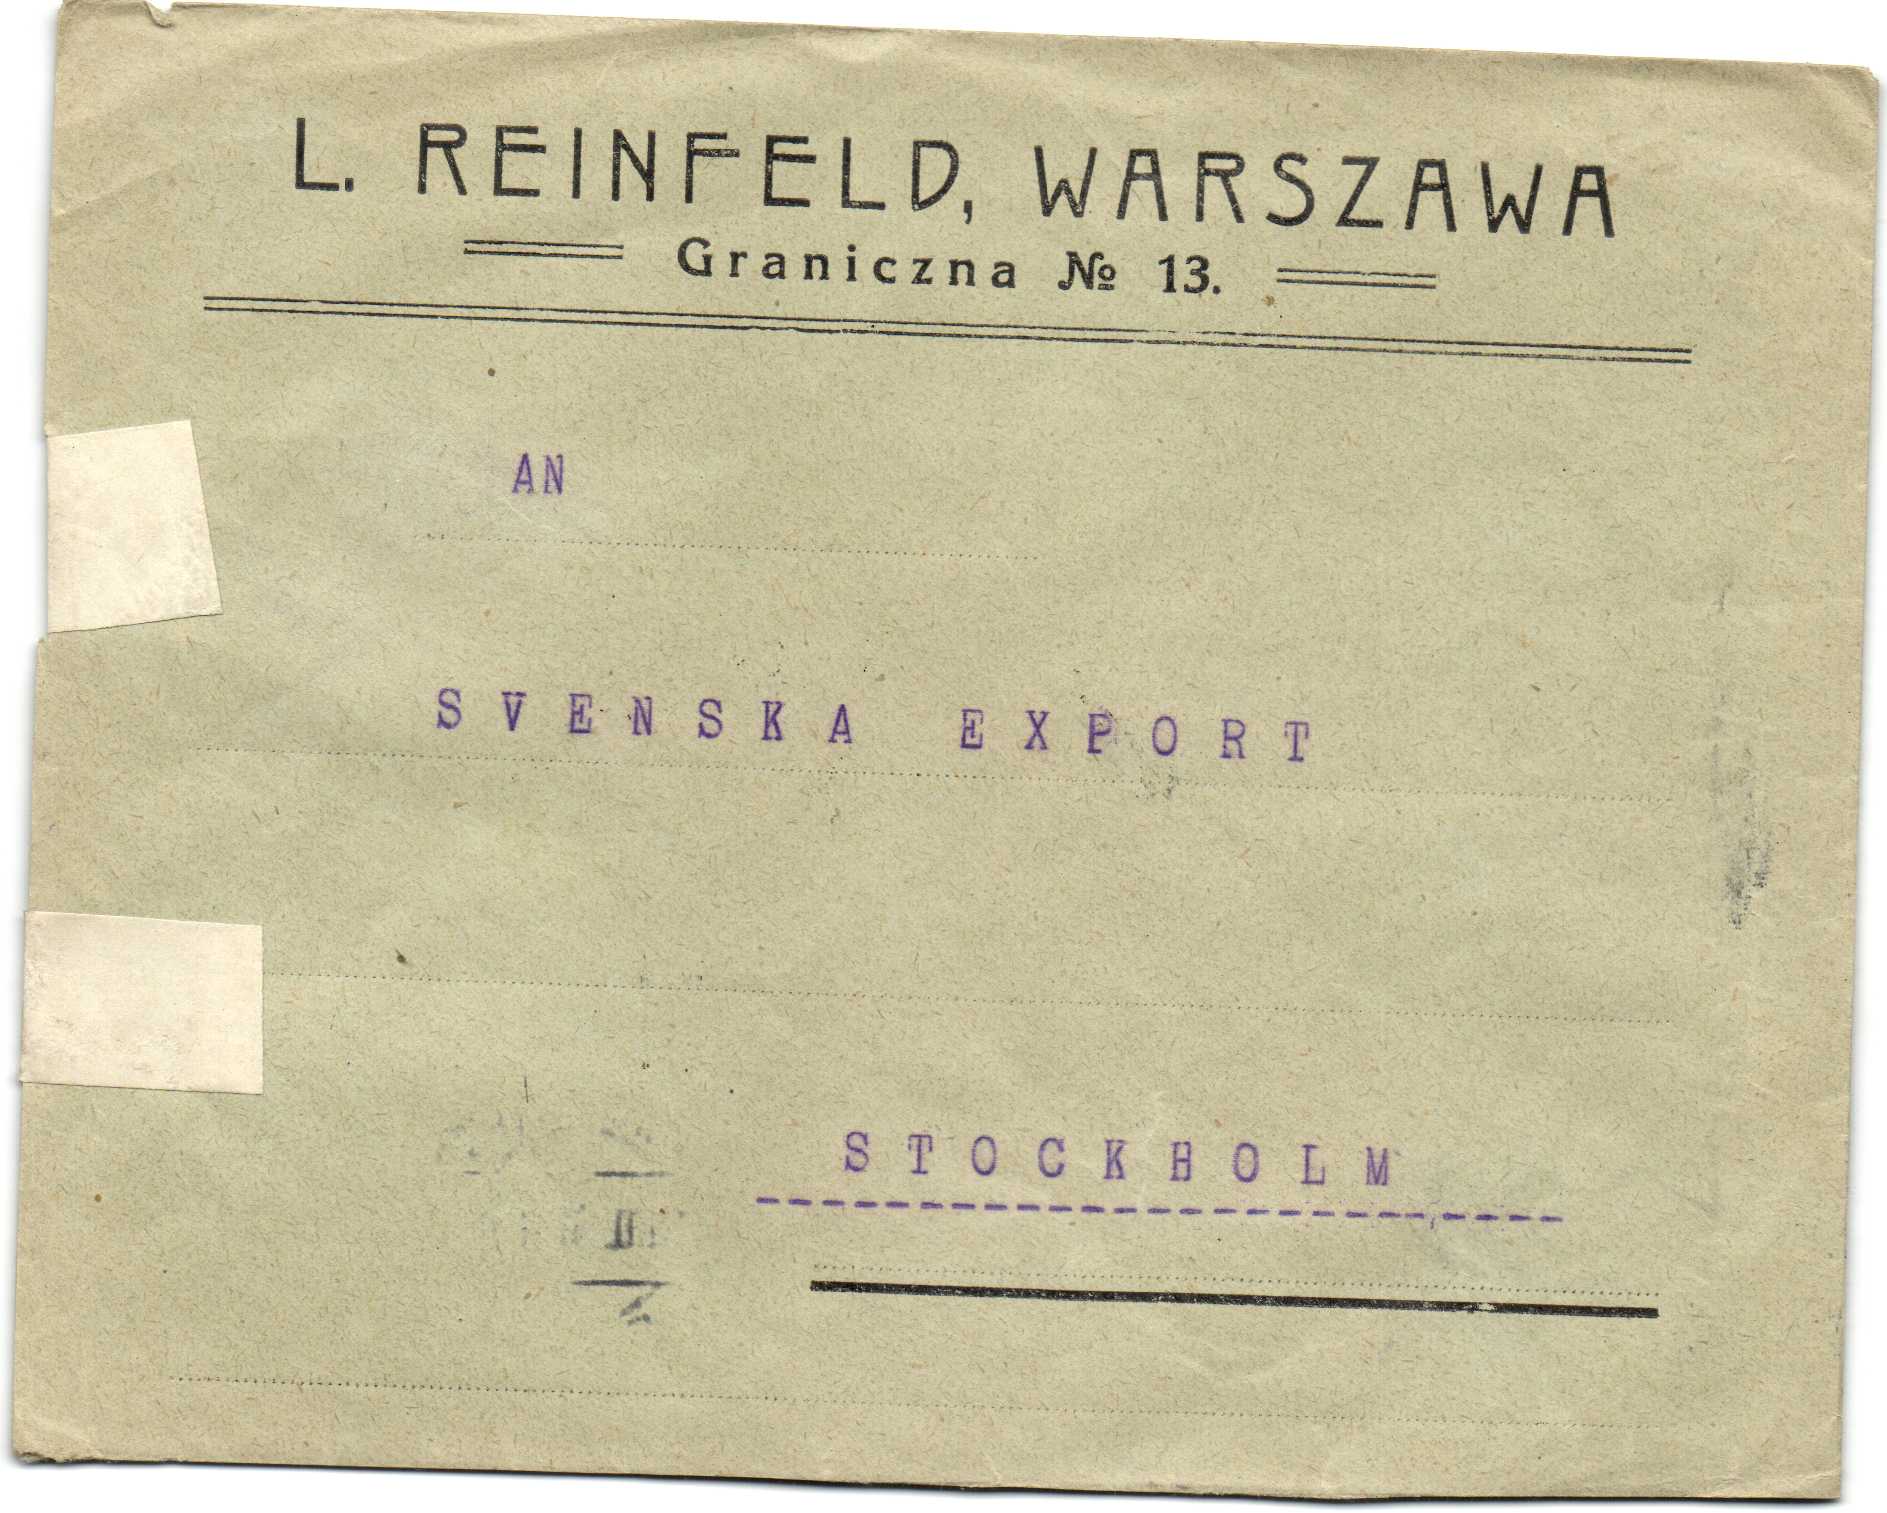 L. REINFELD, WARSZAWA
Graniczna № 13.
AN
SVENSKA EXPORT
STOCKHOLM